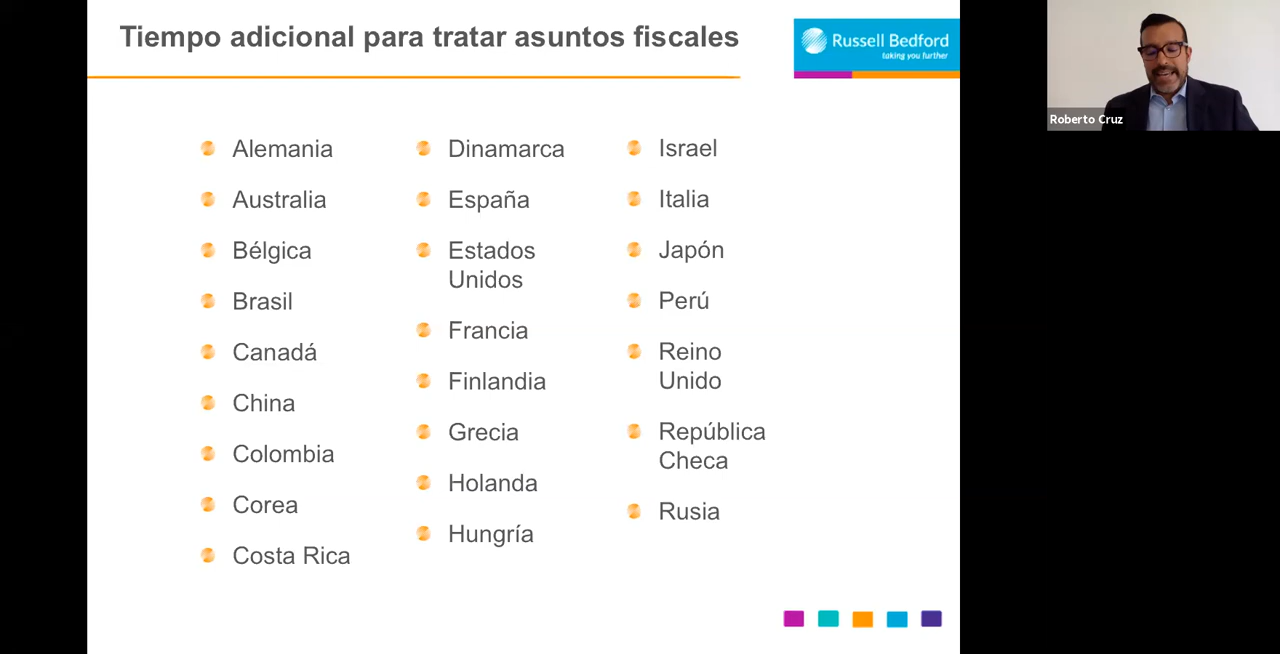 Tiempo adicional para tratar asuntos fiscales
Russell Bedford
taking you further
Roberto Cruz
Alemania
Australia
Bélgica
Brasil
Canadá
China
Colombia
Corea
Costa Rica
Dinamarca
España
Estados
Unidos
Francia
Finlandia
Grecia
Holanda
Hungría
Israel
Italia
Japón
Perú
Reino
Unido
República
Checa
Rusia